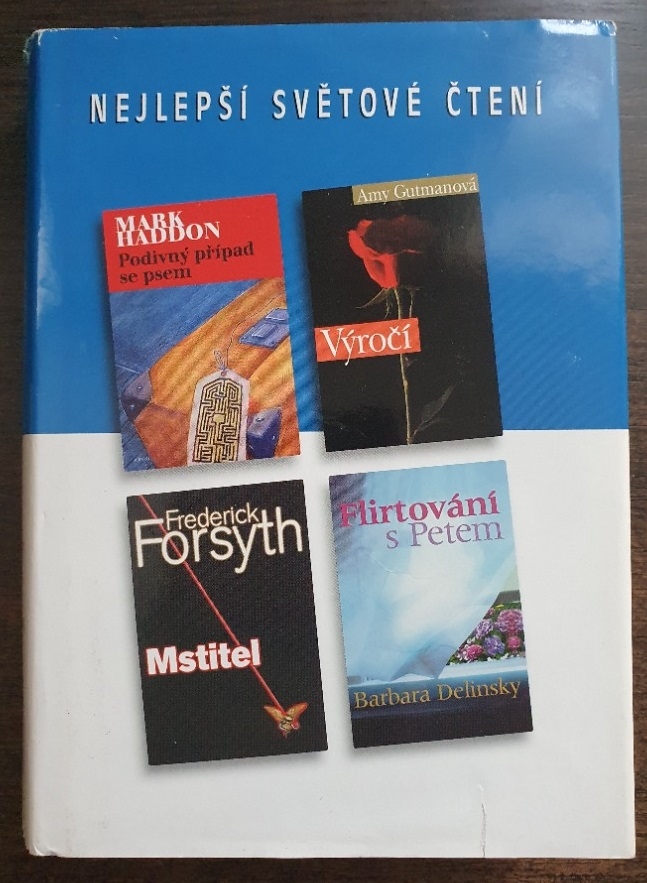 NEJLEPŠÍ SVĚTOVÉ ČTENÍ
MARK
HADDON
Podivný případ
se psem
Amy Gutmanová
Výročí
Frederick
Forsyth
Mstitel
Flirtování
s Petem
Barbara Delinsky